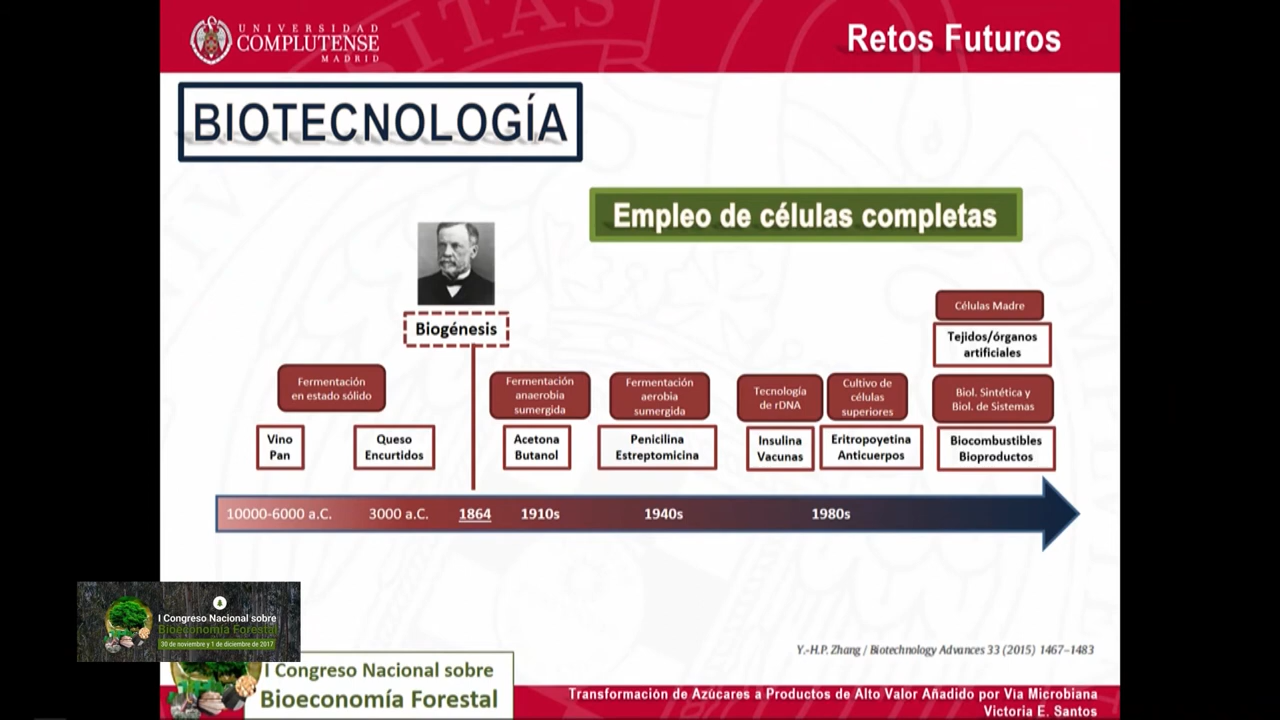 UNIVERSIDAD
COMPLUTENSE
MADRID
Retos Futuros
BIOTECNOLOGÍA
Empleo de células completas
Biogénesis
Células Madre
Tejidos/órganos
artificiales
Fermentación
en estado sólido
Fermentación
anaerobia
sumergida
Fermentación
aerobia
sumergida
Tecnología
de rDNA
Cultivo de
células
superiores
Biol. Sintética y
Biol. de Sistemas
Vino
Pan
Queso
Encurtidos
Acetona
Butanol
Penicilina
Estreptomicina
Insulina
Vacunas
Eritropoyetina
Anticuerpos
Biocombustibles
Bioproductos
10000-6000 a.C.
3000 a.C.
1864
1910s
1940s
1980s
I Congreso Nacional sobre
Bioeconomía Forestal
30 de noviembre y 1 de diciembre de 2017
Y.-H.P. Zhang / Biotechnology Advances 33 (2015) 1467–1483
I Congreso Nacional sobre
Bioeconomía Forestal
Transformación de Azúcares a Productos de Alto Valor Añadido por Vía Microbiana
Victoria E. Santos